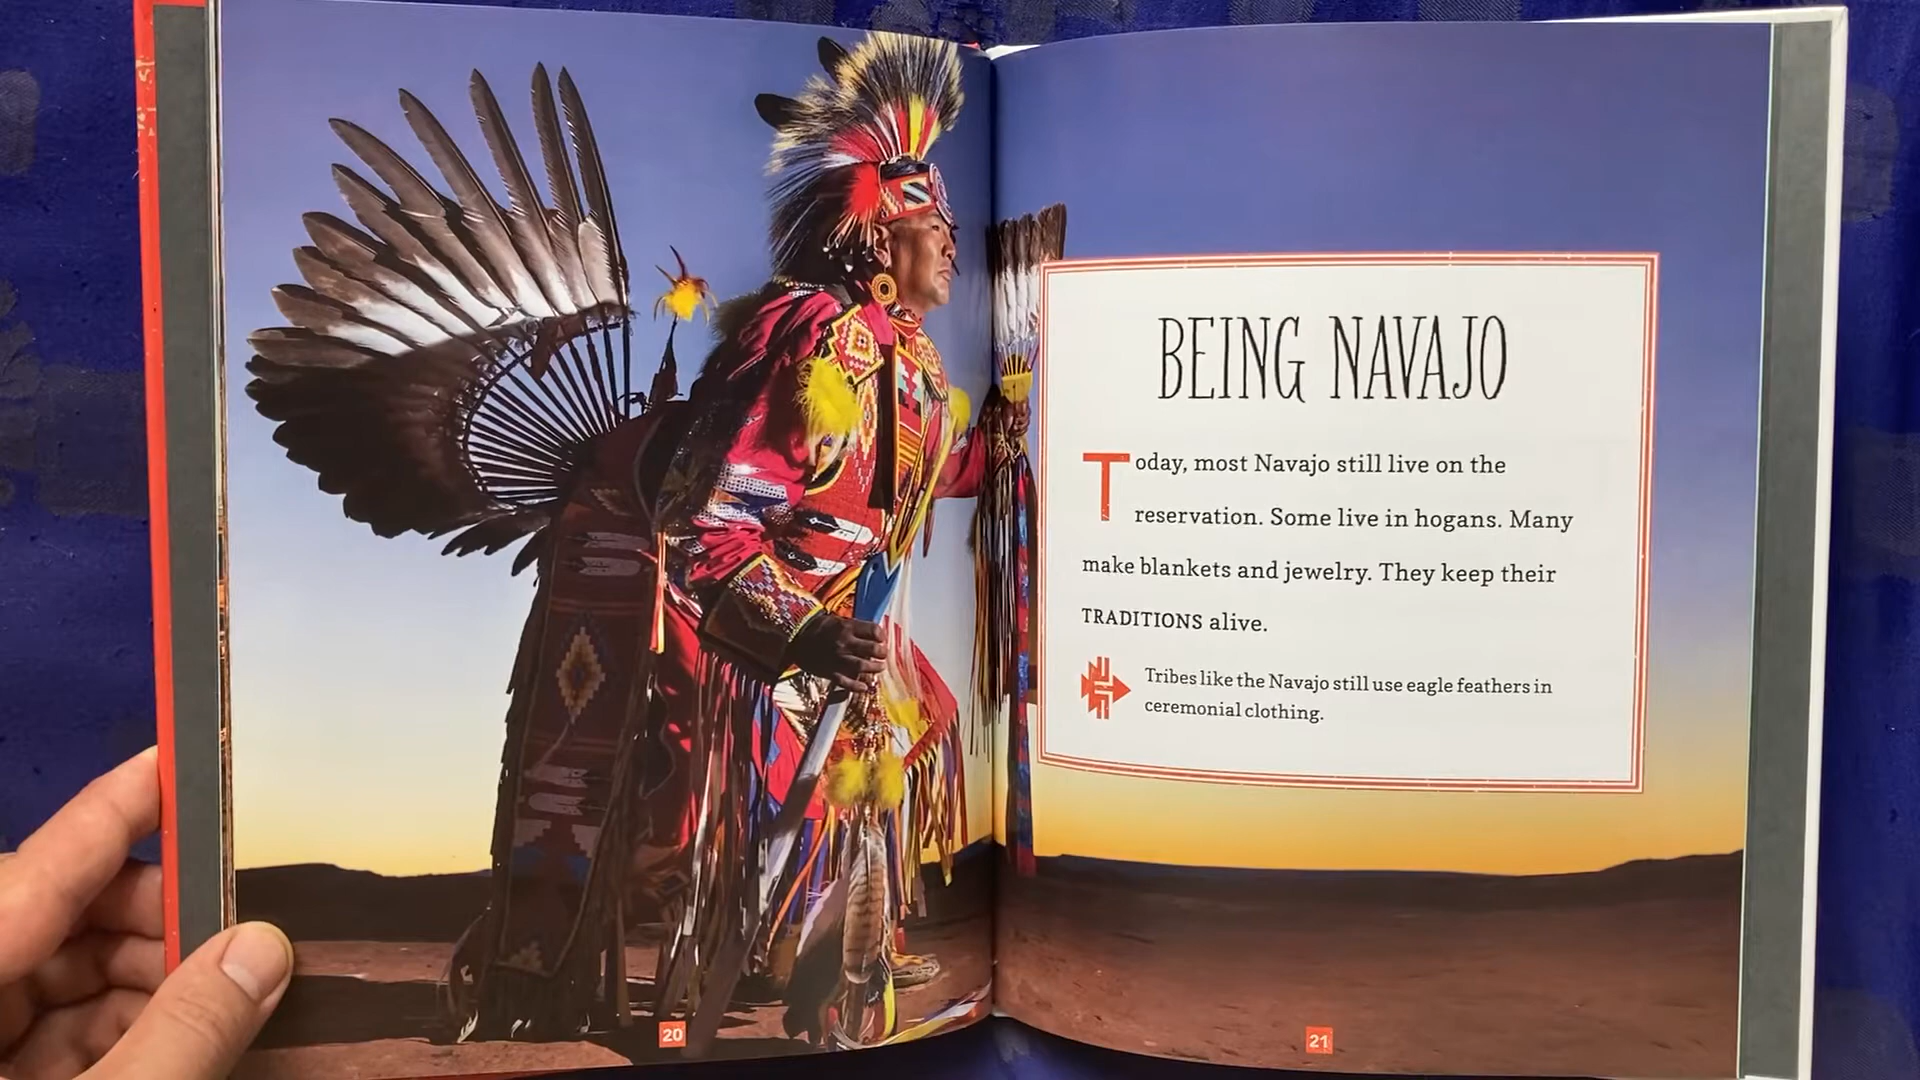 BEING NAVAJO
Today, most Navajo still live on the
reservation. Some live in hogans. Many
make blankets and jewelry. They keep their
TRADITIONS alive.
Tribes like the Navajo still use eagle feathers in
ceremonial clothing.
20
21